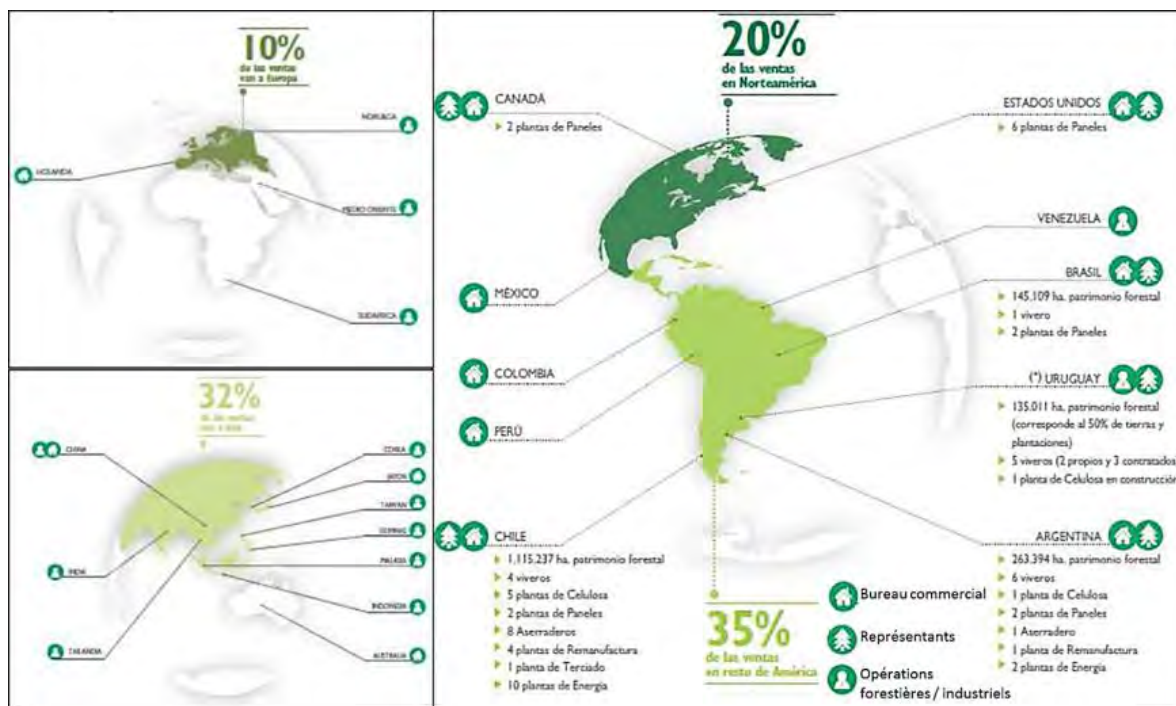 10%
de las ventas
van a Europa
NORUEGA
HOLANDA
MEDIO ORIENTE
SUDAFRICA
32%
de las ventas
van a Asia
CHINA
COREA
JAPON
TAIWAN
INDIA
MALASIA
INDONESIA
TAILANDIA
AUSTRALIA
20%
de las ventas
en Norteamérica
CANADÁ
2 plantas de Paneles
ESTADOS UNIDOS
6 plantas de Paneles
VENEZUELA
BRASIL
145.109 ha. patrimonio forestal
1 vivero
2 plantas de Paneles
MÉXICO
COLOMBIA
PERÚ
(*) URUGUAY
135.011 ha. patrimonio forestal
(corresponde al 50% de tierras y
plantaciones)
5 viveros (2 propios y 3 contratados)
1 planta de Celulosa en construcción
CHILE
1,115.237 ha. patrimonio forestal
4 viveros
5 plantas de Celulosa
2 plantas de Paneles
8 Aserraderos
4 plantas de Remanufactura
1 planta de Terciado
10 plantas de Energía
ARGENTINA
263.394 ha. patrimonio forestal
6 viveros
1 planta de Celulosa
2 plantas de Paneles
1 Aserradero
1 planta de Remanufactura
2 plantas de Energía
35%
de las ventas
en resto de América
Bureau commercial
Représentants
Opérations
forestières / industriels